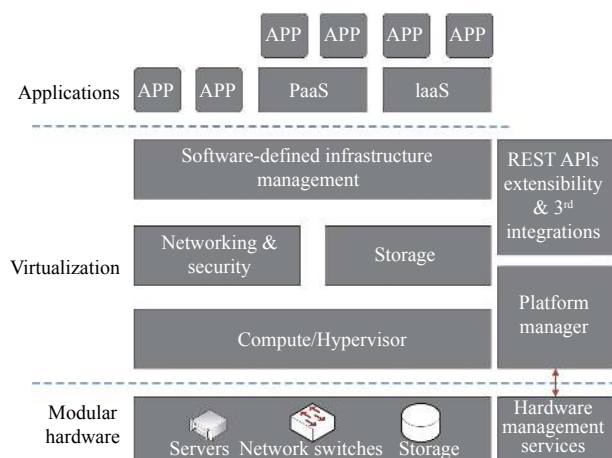 APP APP APP APP
Applications APP APP PaaS laaS
Software-defined infrastructure
management
REST APIs
extensibility
& 3rd
integrations
Virtualization
Networking &
security
Storage
Compute/Hypervisor
Platform
manager
Modular
hardware
Servers Network switches Storage
Hardware
management
services